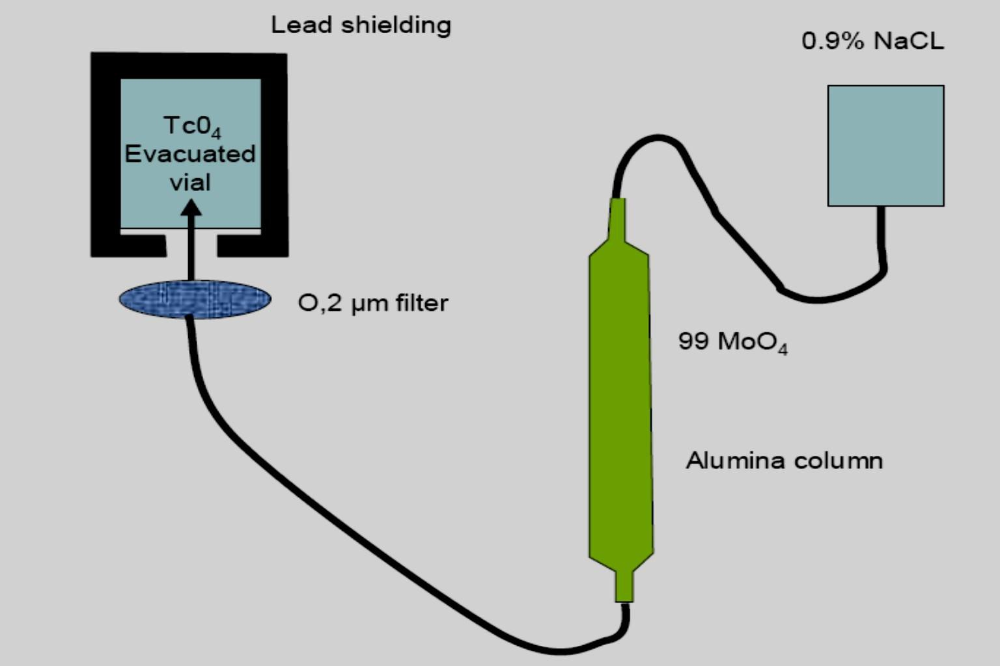 Lead shielding
0.9% NaCL
Tc0₄
Evacuated
vial
O,2 µm filter
99 MoO₄
Alumina column